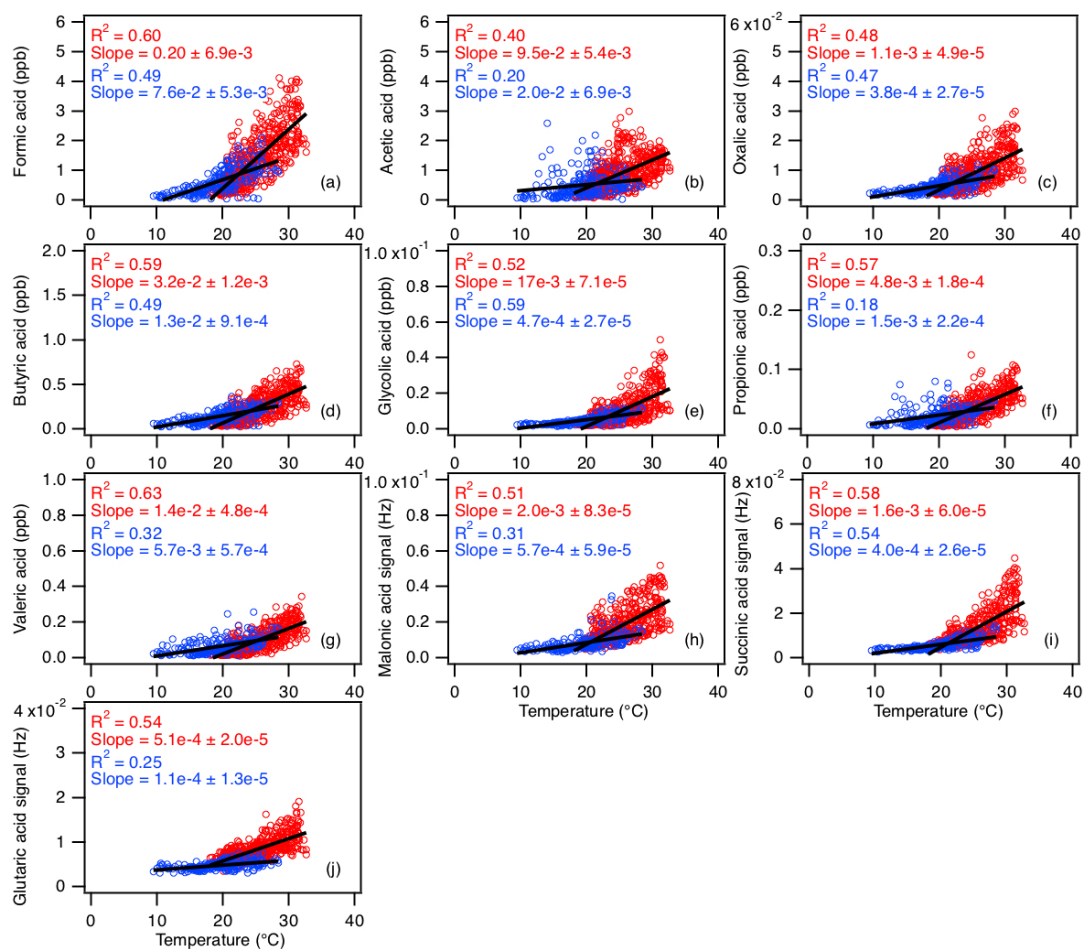 Formic acid (ppb)
6
5
4
3
2
1
0
R² = 0.60
Slope = 0.20 ± 6.9e-3
R² = 0.49
Slope = 7.6e-2 ± 5.3e-3
(a)
0 10 20 30 40
Acetic acid (ppb)
6
5
4
3
2
1
0
R² = 0.40
Slope = 9.5e-2 ± 5.4e-3
R² = 0.20
Slope = 2.0e-2 ± 6.9e-3
(b)
0 10 20 30 40
Oxalic acid (ppb)
6 x10⁻²
5
4
3
2
1
0
R² = 0.48
Slope = 1.1e-3 ± 4.9e-5
R² = 0.47
Slope = 3.8e-4 ± 2.7e-5
(c)
0 10 20 30 40
Butyric acid (ppb)
2.0
1.5
1.0
0.5
0.0
R² = 0.59
Slope = 3.2e-2 ± 1.2e-3
R² = 0.49
Slope = 1.3e-2 ± 9.1e-4
(d)
0 10 20 30 40
Glycolic acid (ppb)
1.0 x10⁻¹
0.8
0.6
0.4
0.2
0.0
R² = 0.52
Slope = 17e-3 ± 7.1e-5
R² = 0.59
Slope = 4.7e-4 ± 2.7e-5
(e)
0 10 20 30 40
Propionic acid (ppb)
0.3
0.2
0.1
0.0
R² = 0.57
Slope = 4.8e-3 ± 1.8e-4
R² = 0.18
Slope = 1.5e-3 ± 2.2e-4
(f)
0 10 20 30 40
Valeric acid (ppb)
1.0
0.8
0.6
0.4
0.2
0.0
R² = 0.63
Slope = 1.4e-2 ± 4.8e-4
R² = 0.32
Slope = 5.7e-3 ± 5.7e-4
(g)
0 10 20 30 40
Malonic acid signal (Hz)
1.0 x10⁻¹
0.8
0.6
0.4
0.2
0.0
R² = 0.51
Slope = 2.0e-3 ± 8.3e-5
R² = 0.31
Slope = 5.7e-4 ± 5.9e-5
(h)
0 10 20 30 40
Temperature (°C)
Succinic acid signal (Hz)
8 x10⁻²
6
4
2
0
R² = 0.58
Slope = 1.6e-3 ± 6.0e-5
R² = 0.54
Slope = 4.0e-4 ± 2.6e-5
(i)
0 10 20 30 40
Temperature (°C)
Glutaric acid signal (Hz)
4 x10⁻²
3
2
1
0
R² = 0.54
Slope = 5.1e-4 ± 2.0e-5
R² = 0.25
Slope = 1.1e-4 ± 1.3e-5
(j)
0 10 20 30 40
Temperature (°C)